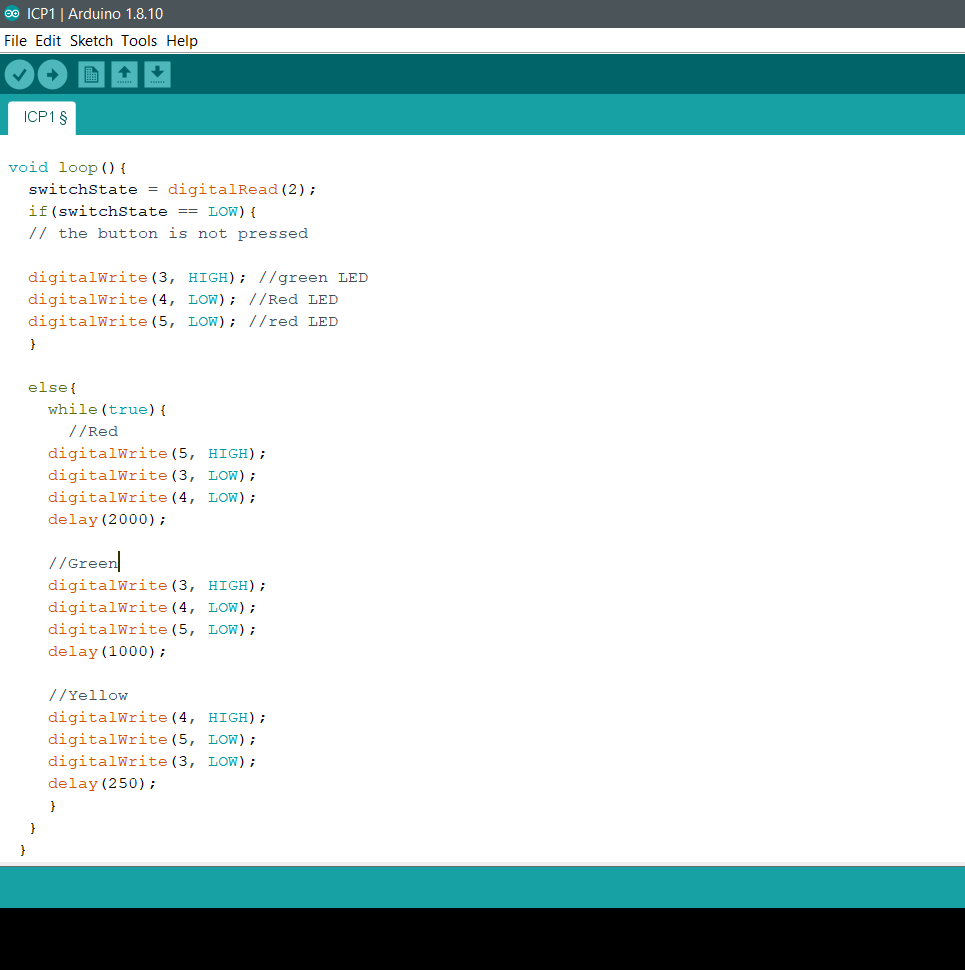 ICP1 | Arduino 1.8.10
File Edit Sketch Tools Help
ICP1 §
void loop(){
switchState = digitalRead(2);
if(switchState == LOW){
// the button is not pressed
digitalWrite(3, HIGH); //green LED
digitalWrite(4, LOW); //Red LED
digitalWrite(5, LOW); //red LED
}
else{
while(true){
//Red
digitalWrite(5, HIGH);
digitalWrite(3, LOW);
digitalWrite(4, LOW);
delay(2000);
//Green
digitalWrite(3, HIGH);
digitalWrite(4, LOW);
digitalWrite(5, LOW);
delay(1000);
//Yellow
digitalWrite(4, HIGH);
digitalWrite(5, LOW);
digitalWrite(3, LOW);
delay(250);
}
}
}